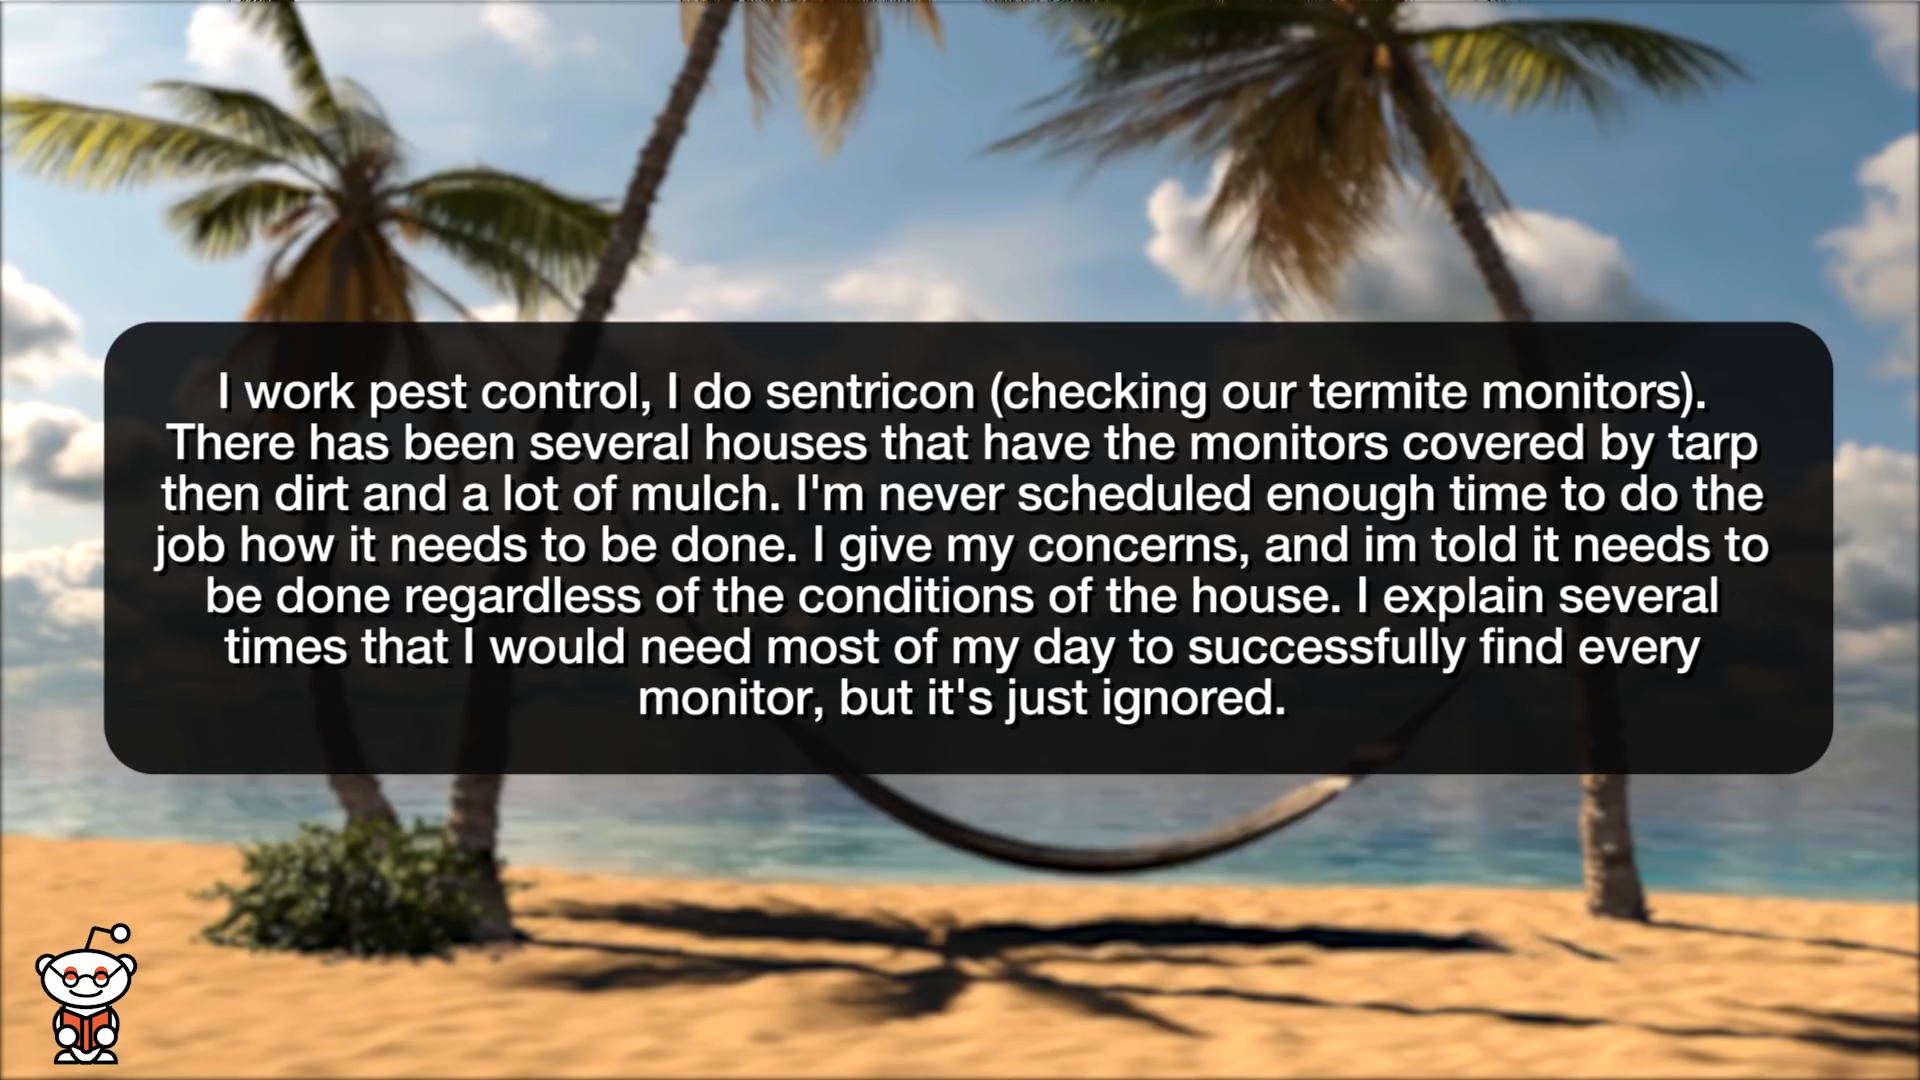 I work pest control, I do sentricon (checking our termite monitors).
There has been several houses that have the monitors covered by tarp
then dirt and a lot of mulch. I'm never scheduled enough time to do the
job how it needs to be done. I give my concerns, and im told it needs to
be done regardless of the conditions of the house. I explain several
times that I would need most of my day to successfully find every
monitor, but it's just ignored.